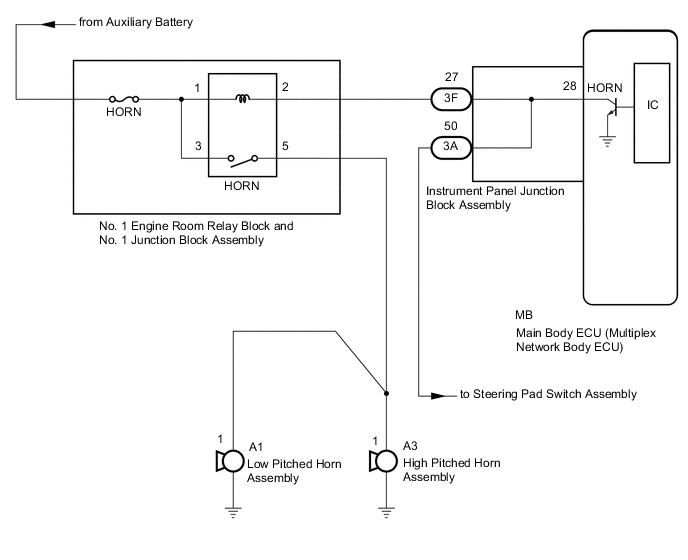 from Auxiliary Battery
27
1
2
3F
28
HORN
HORN
IC
50
3
5
3A
HORN
Instrument Panel Junction
Block Assembly
No. 1 Engine Room Relay Block and
No. 1 Junction Block Assembly
MB
Main Body ECU (Multiplex
Network Body ECU)
to Steering Pad Switch Assembly
1
A1
Low Pitched Horn
Assembly
1
A3
High Pitched Horn
Assembly